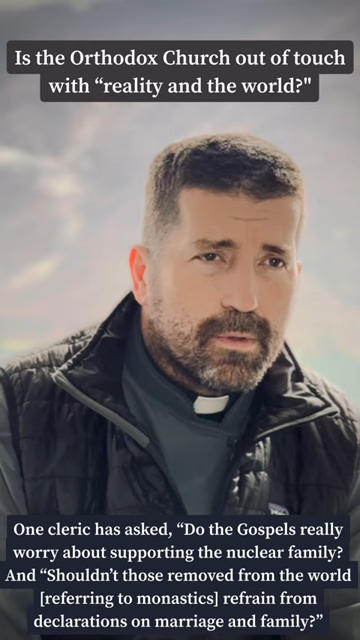 Is the Orthodox Church out of touch
with “reality and the world?"
One cleric has asked, “Do the Gospels really
worry about supporting the nuclear family?
And “Shouldn’t those removed from the world
[referring to monastics] refrain from
declarations on marriage and family?”